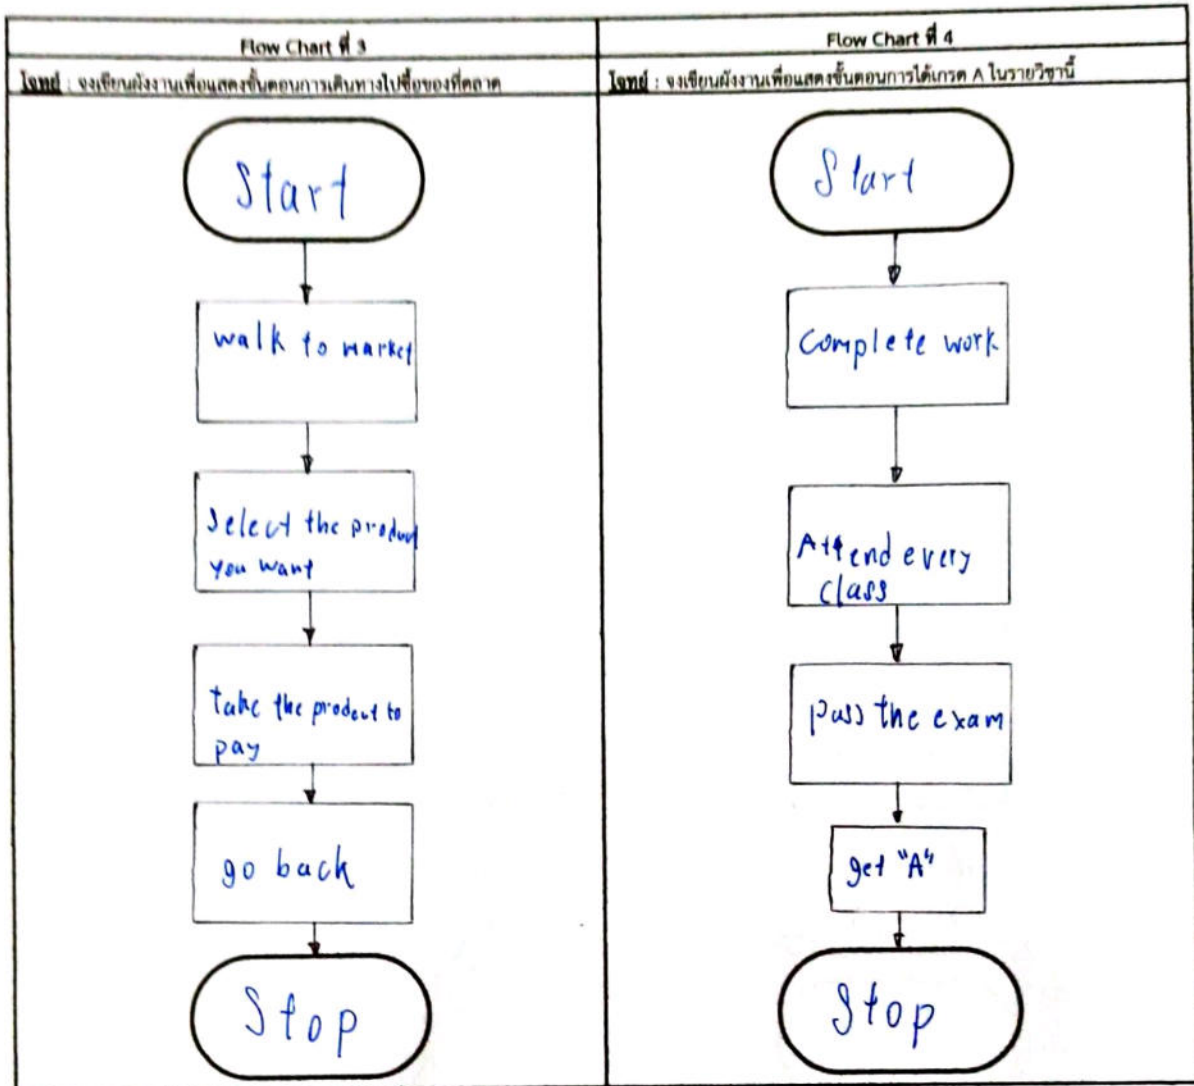 Flow Chart ที่ 3
โจทย์ : จงเขียนผังงานเพื่อแสดงขั้นตอนการเดินทางไปซื้อของที่ตลาด
Start
walk to market
Select the product
you want
take the product to
pay
go back
Stop
Flow Chart ที่ 4
โจทย์ : จงเขียนผังงานเพื่อแสดงขั้นตอนการได้เกรด A ในรายวิชานี้
Start
Complete work
Attend every
class
pass the exam
get "A"
Stop